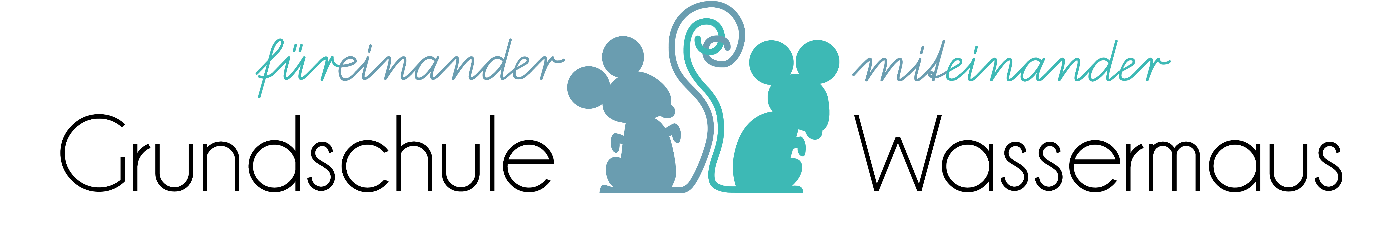 füreinander miteinander
Grundschule Wassermaus